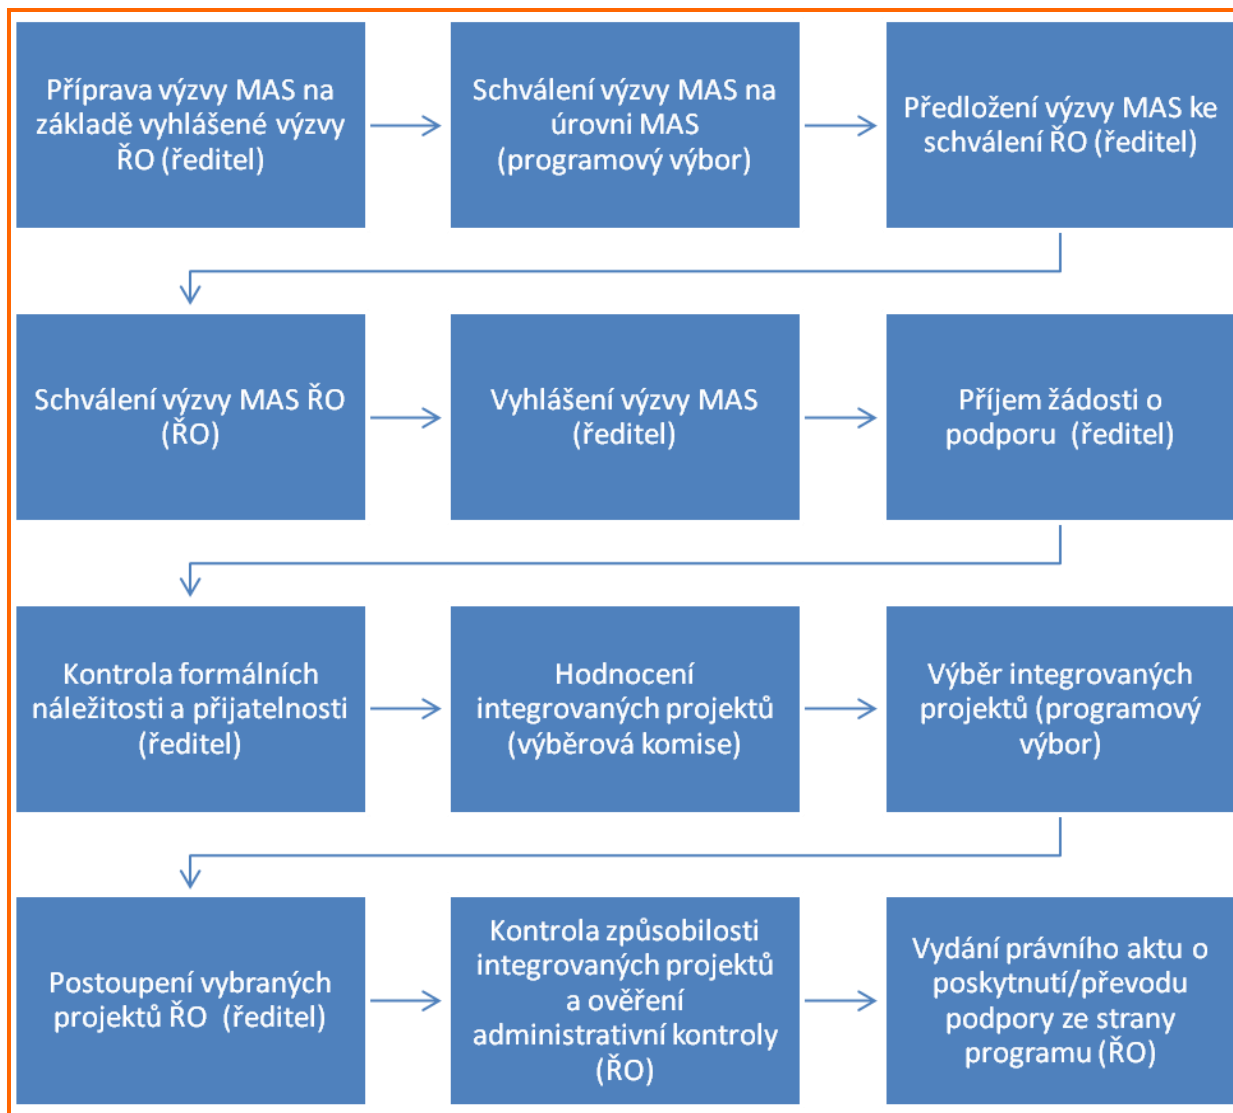 Příprava výzvy MAS na
základě vyhlášené výzvy
ŘO (ředitel)
Schválení výzvy MAS na
úrovni MAS
(programový výbor)
Předložení výzvy MAS ke
schválení ŘO (ředitel)
Schválení výzvy MAS ŘO
(ŘO)
Vyhlášení výzvy MAS
(ředitel)
Příjem žádosti o
podporu (ředitel)
Kontrola formálních
náležitosti a přijatelnosti
(ředitel)
Hodnocení
integrovaných projektů
(výběrová komise)
Výběr integrovaných
projektů (programový
výbor)
Postoupení vybraných
projektů ŘO (ředitel)
Kontrola způsobilosti
integrovaných projektů
a ověření
administrativní kontroly
(ŘO)
Vydání právního aktu o
poskytnutí/převodu
podpory ze strany
programu (ŘO)